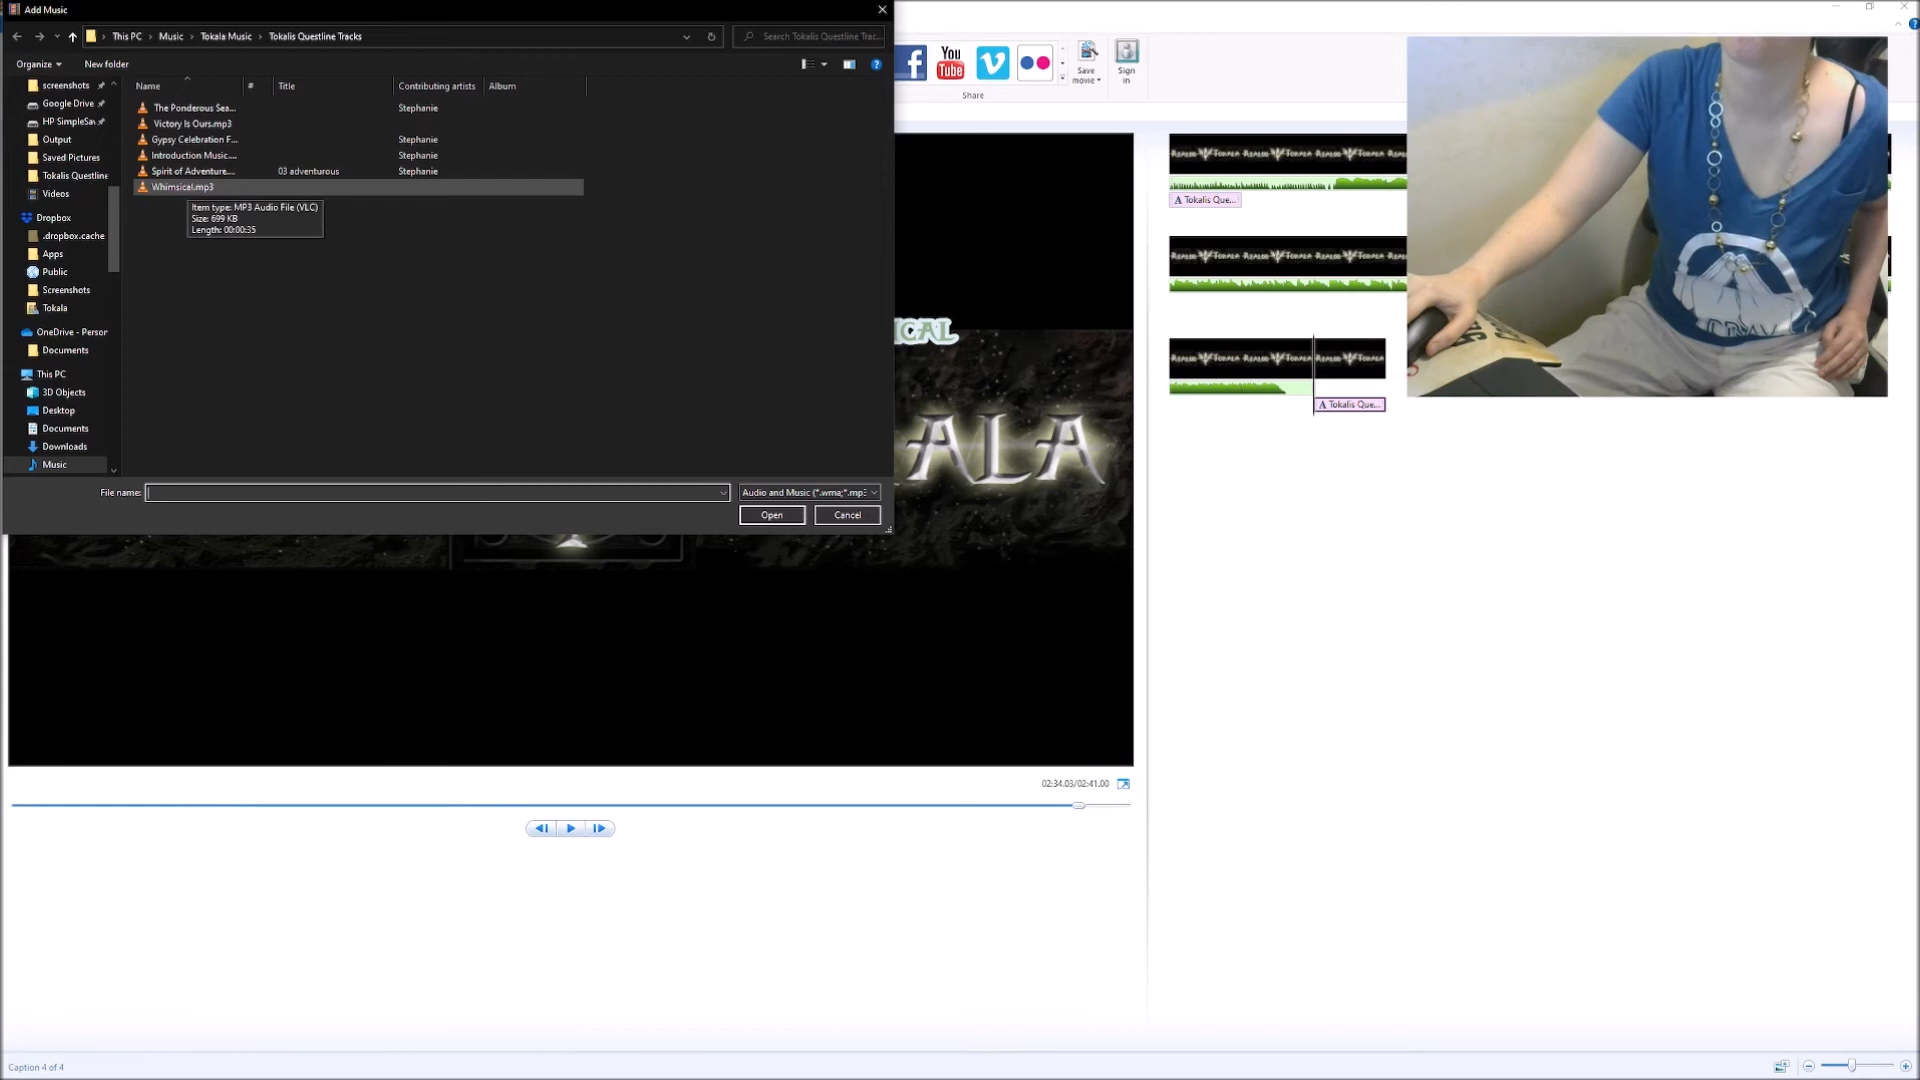 Add Music
This PC > Music > Tokala Music > Tokalis Questline Tracks
Search Tokalis Questline Trac...
Organize
New folder
screenshots
Google Drive
HP SimpleSav
Output
Saved Pictures
Tokalis Questline
Videos
Dropbox
.dropbox.cache
Apps
Public
Screenshots
Tokala
OneDrive - Person
Documents
This PC
3D Objects
Desktop
Documents
Downloads
Music
Name # Title Contributing artists Album
The Ponderous Sea... Stephanie
Victory Is Ours.mp3
Gypsy Celebration F... Stephanie
Introduction Music.... Stephanie
Spirit of Adventure.... 03 adventurous Stephanie
Whimsical.mp3
Item type: MP3 Audio File (VLC)
Size: 699 KB
Length: 00:00:35
File name:
Audio and Music (*.wma;*.mp3
Open
Cancel
f
You
Tube
Save
movie
Sign
in
Share
ICAL
ALA
02:34.03/02:41.00
A Tokalis Que...
A Tokalis Que...
Caption 4 of 4